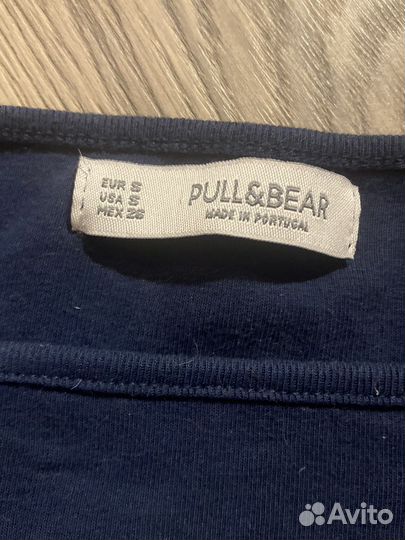 EUR S
USA S
MEX 26
PULL&BEAR
MADE IN PORTUGAL
Avito